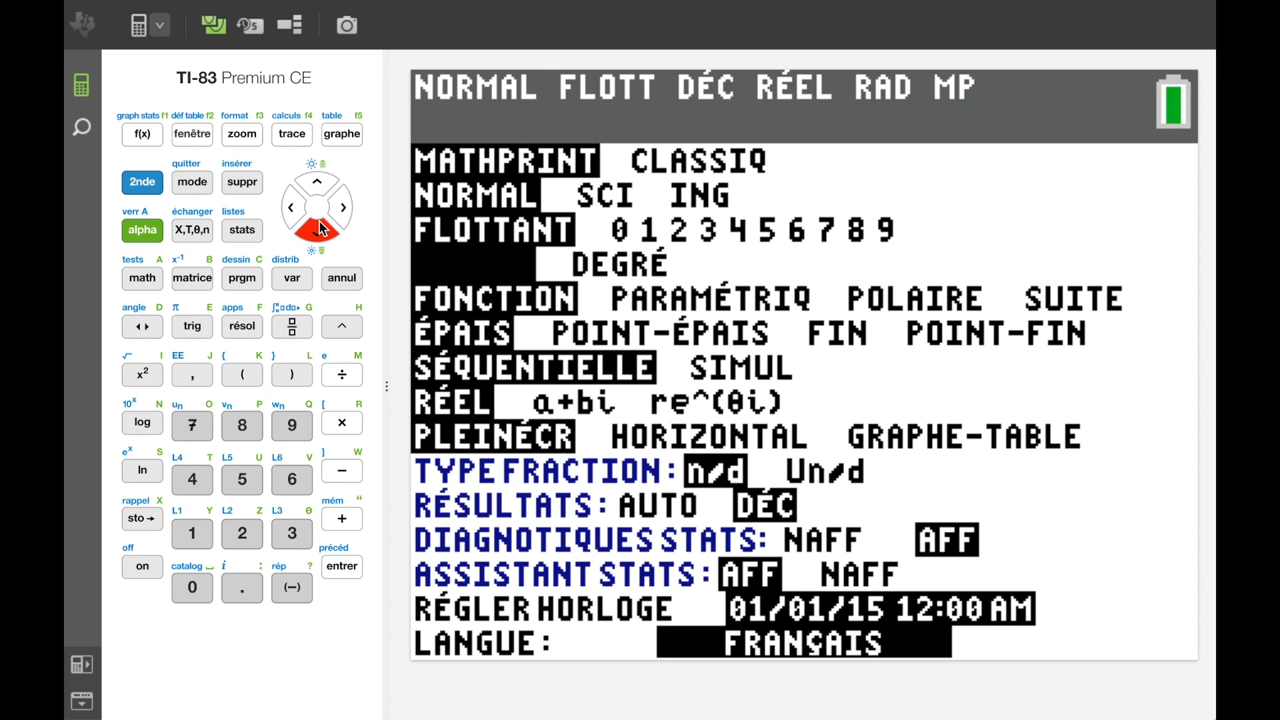 TI-83 Premium CE
graph stats f1 déf table f2 format f3 calculs f4 table f5
f(x) fenêtre zoom trace graphe
quitter insérer
2nde mode suppr
verr A échanger listes
alpha X,T,θ,n stats
tests A x⁻¹ B dessin C distrib
math matrice prgm var annul
angle D π E apps F G H
trig résol ^
√ I EE J { K } L e M
x² , ( ) ÷
10ˣ N uₙ O vₙ P wₙ Q [ R
log 7 8 9 ×
eˣ S L4 T L5 U L6 V ] W
ln 4 5 6 −
rappel X L1 Y L2 Z L3 θ mém "
sto→ 1 2 3 +
off catalog i : rép ? précéd
on 0 . (−) entrer
NORMAL FLOTT DÉC RÉEL RAD MP
MATHPRINT CLASSIQ
NORMAL SCI ING
FLOTTANT 0 1 2 3 4 5 6 7 8 9
DEGRÉ
FONCTION PARAMÉTRIQ POLAIRE SUITE
ÉPAIS POINT-ÉPAIS FIN POINT-FIN
SÉQUENTIELLE SIMUL
RÉEL a+bi re^(θi)
PLEINÉCR HORIZONTAL GRAPHE-TABLE
TYPE FRACTION: n/d Un/d
RÉSULTATS: AUTO DÉC
DIAGNOTIQUES STATS: NAFF AFF
ASSISTANT STATS: AFF NAFF
RÉGLER HORLOGE 01/01/15 12:00 AM
LANGUE: FRANÇAIS